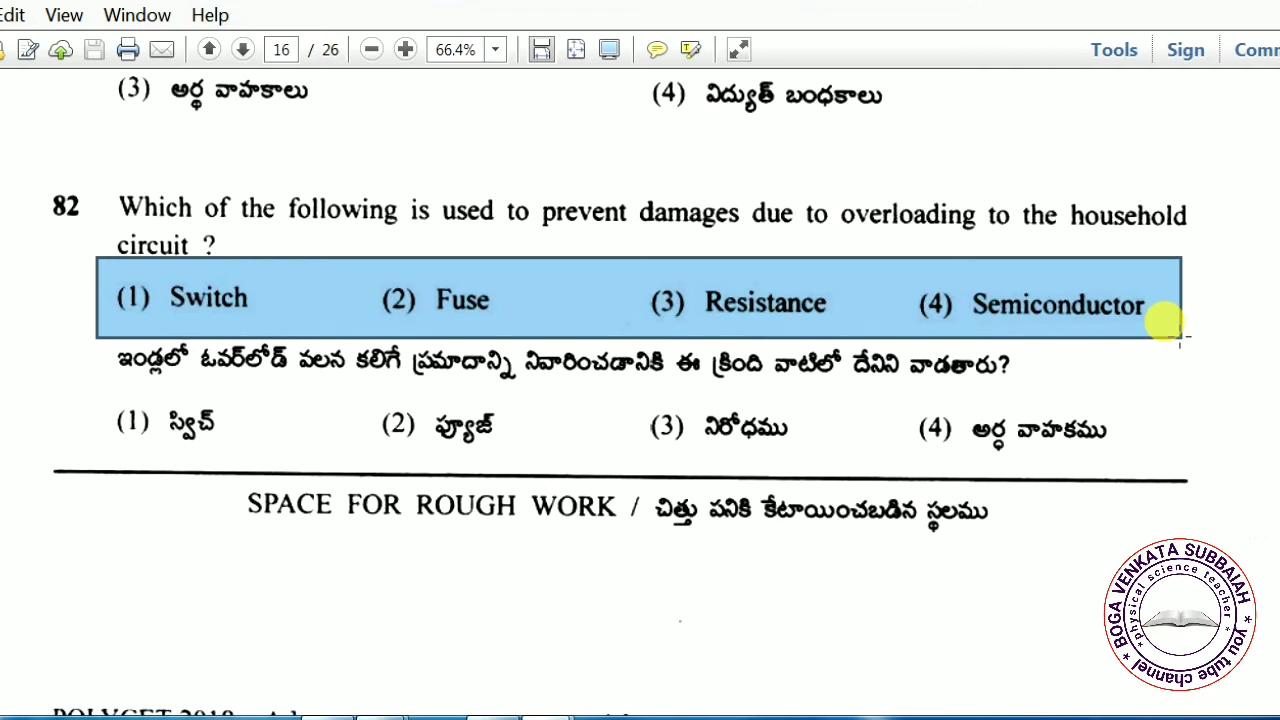 Edit View Window Help
16 / 26 66.4% Tools Sign Comm
(3) అర్థ వాహకాలు (4) విద్యుత్ బంధకాలు
82 Which of the following is used to prevent damages due to overloading to the household
circuit ?
(1) Switch (2) Fuse (3) Resistance (4) Semiconductor
ఇండ్లలో ఓవర్‌లోడ్ వలన కలిగే ప్రమాదాన్ని నివారించడానికి ఈ క్రింది వాటిలో దేనిని వాడతారు?
(1) స్విచ్ (2) ఫ్యూజ్ (3) నిరోధము (4) అర్ధ వాహకము
SPACE FOR ROUGH WORK / చిత్తు పనికి కేటాయించబడిన స్థలము
BOGA VENKATA SUBBAIAH * you tube channel *
* physical science teacher *